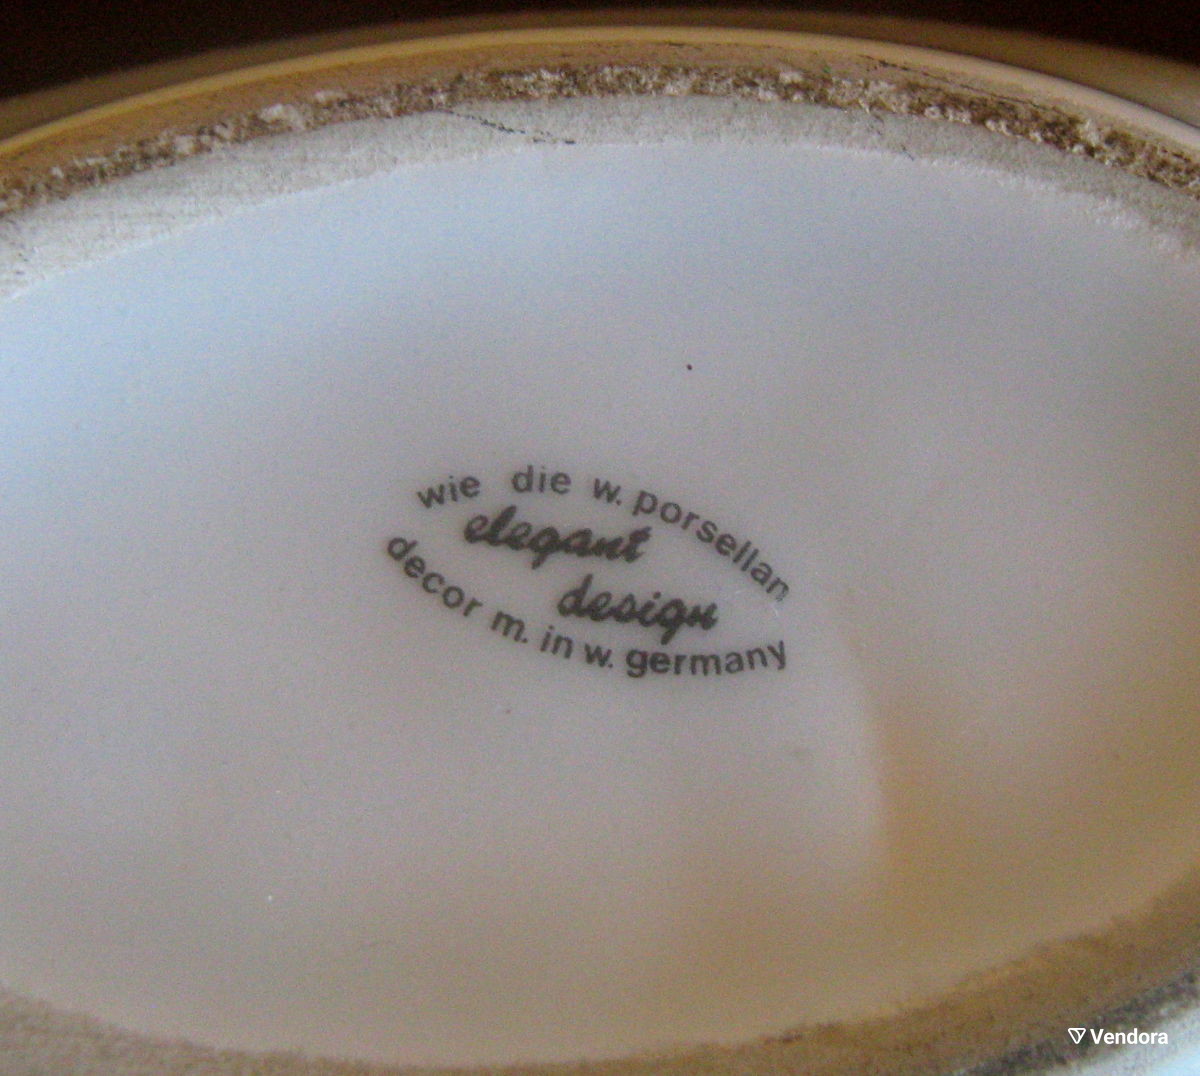 wie die w. porsellan
elegant
design
decor m. in w. germany
Vendora